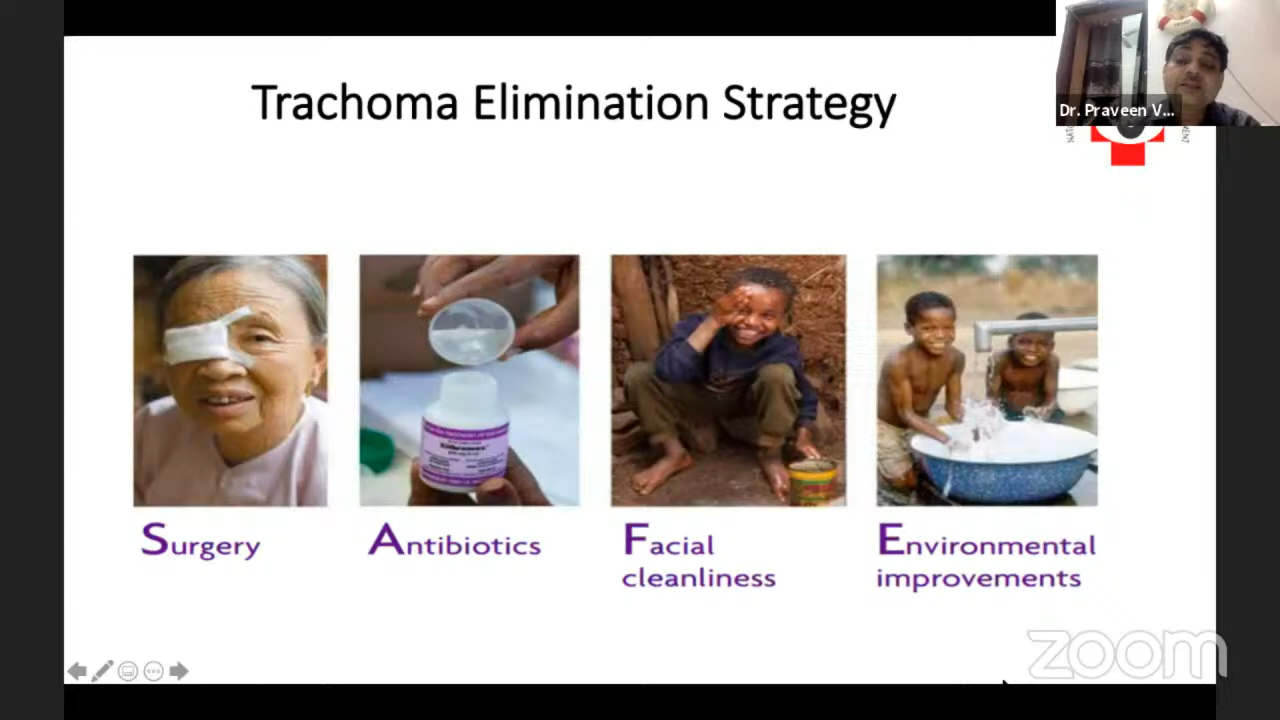 Trachoma Elimination Strategy
Dr. Praveen V...
Surgery
Antibiotics
Facial
cleanliness
Environmental
improvements
zoom